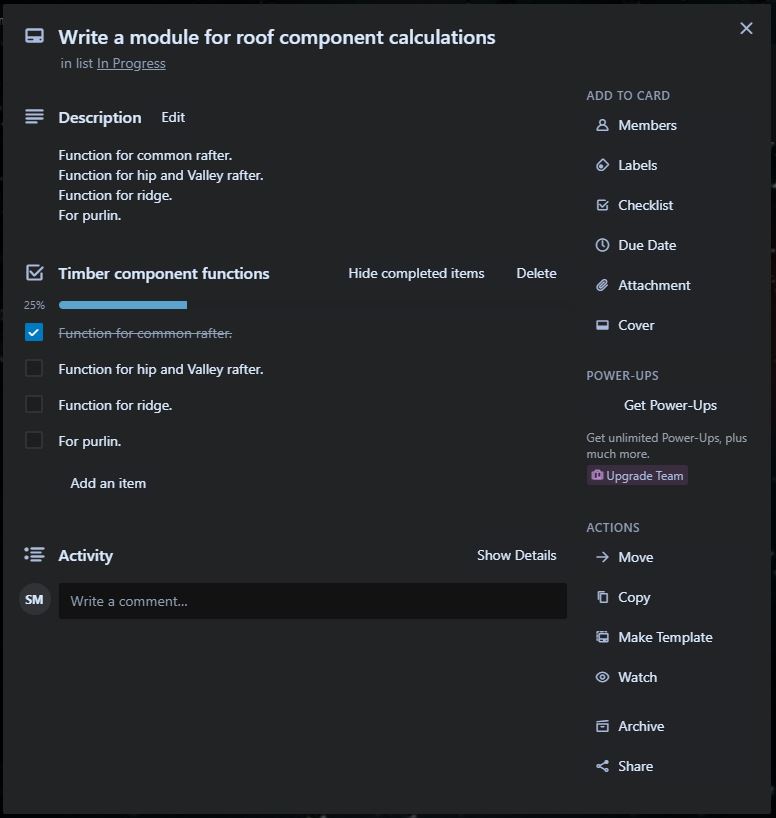 Write a module for roof component calculations
in list In Progress
Description Edit
Function for common rafter.
Function for hip and Valley rafter.
Function for ridge.
For purlin.
Timber component functions Hide completed items Delete
25%
Function for common rafter.
Function for hip and Valley rafter.
Function for ridge.
For purlin.
Add an item
Activity Show Details
SM Write a comment...
ADD TO CARD
Members
Labels
Checklist
Due Date
Attachment
Cover
POWER-UPS
Get Power-Ups
Get unlimited Power-Ups, plus
much more.
Upgrade Team
ACTIONS
Move
Copy
Make Template
Watch
Archive
Share